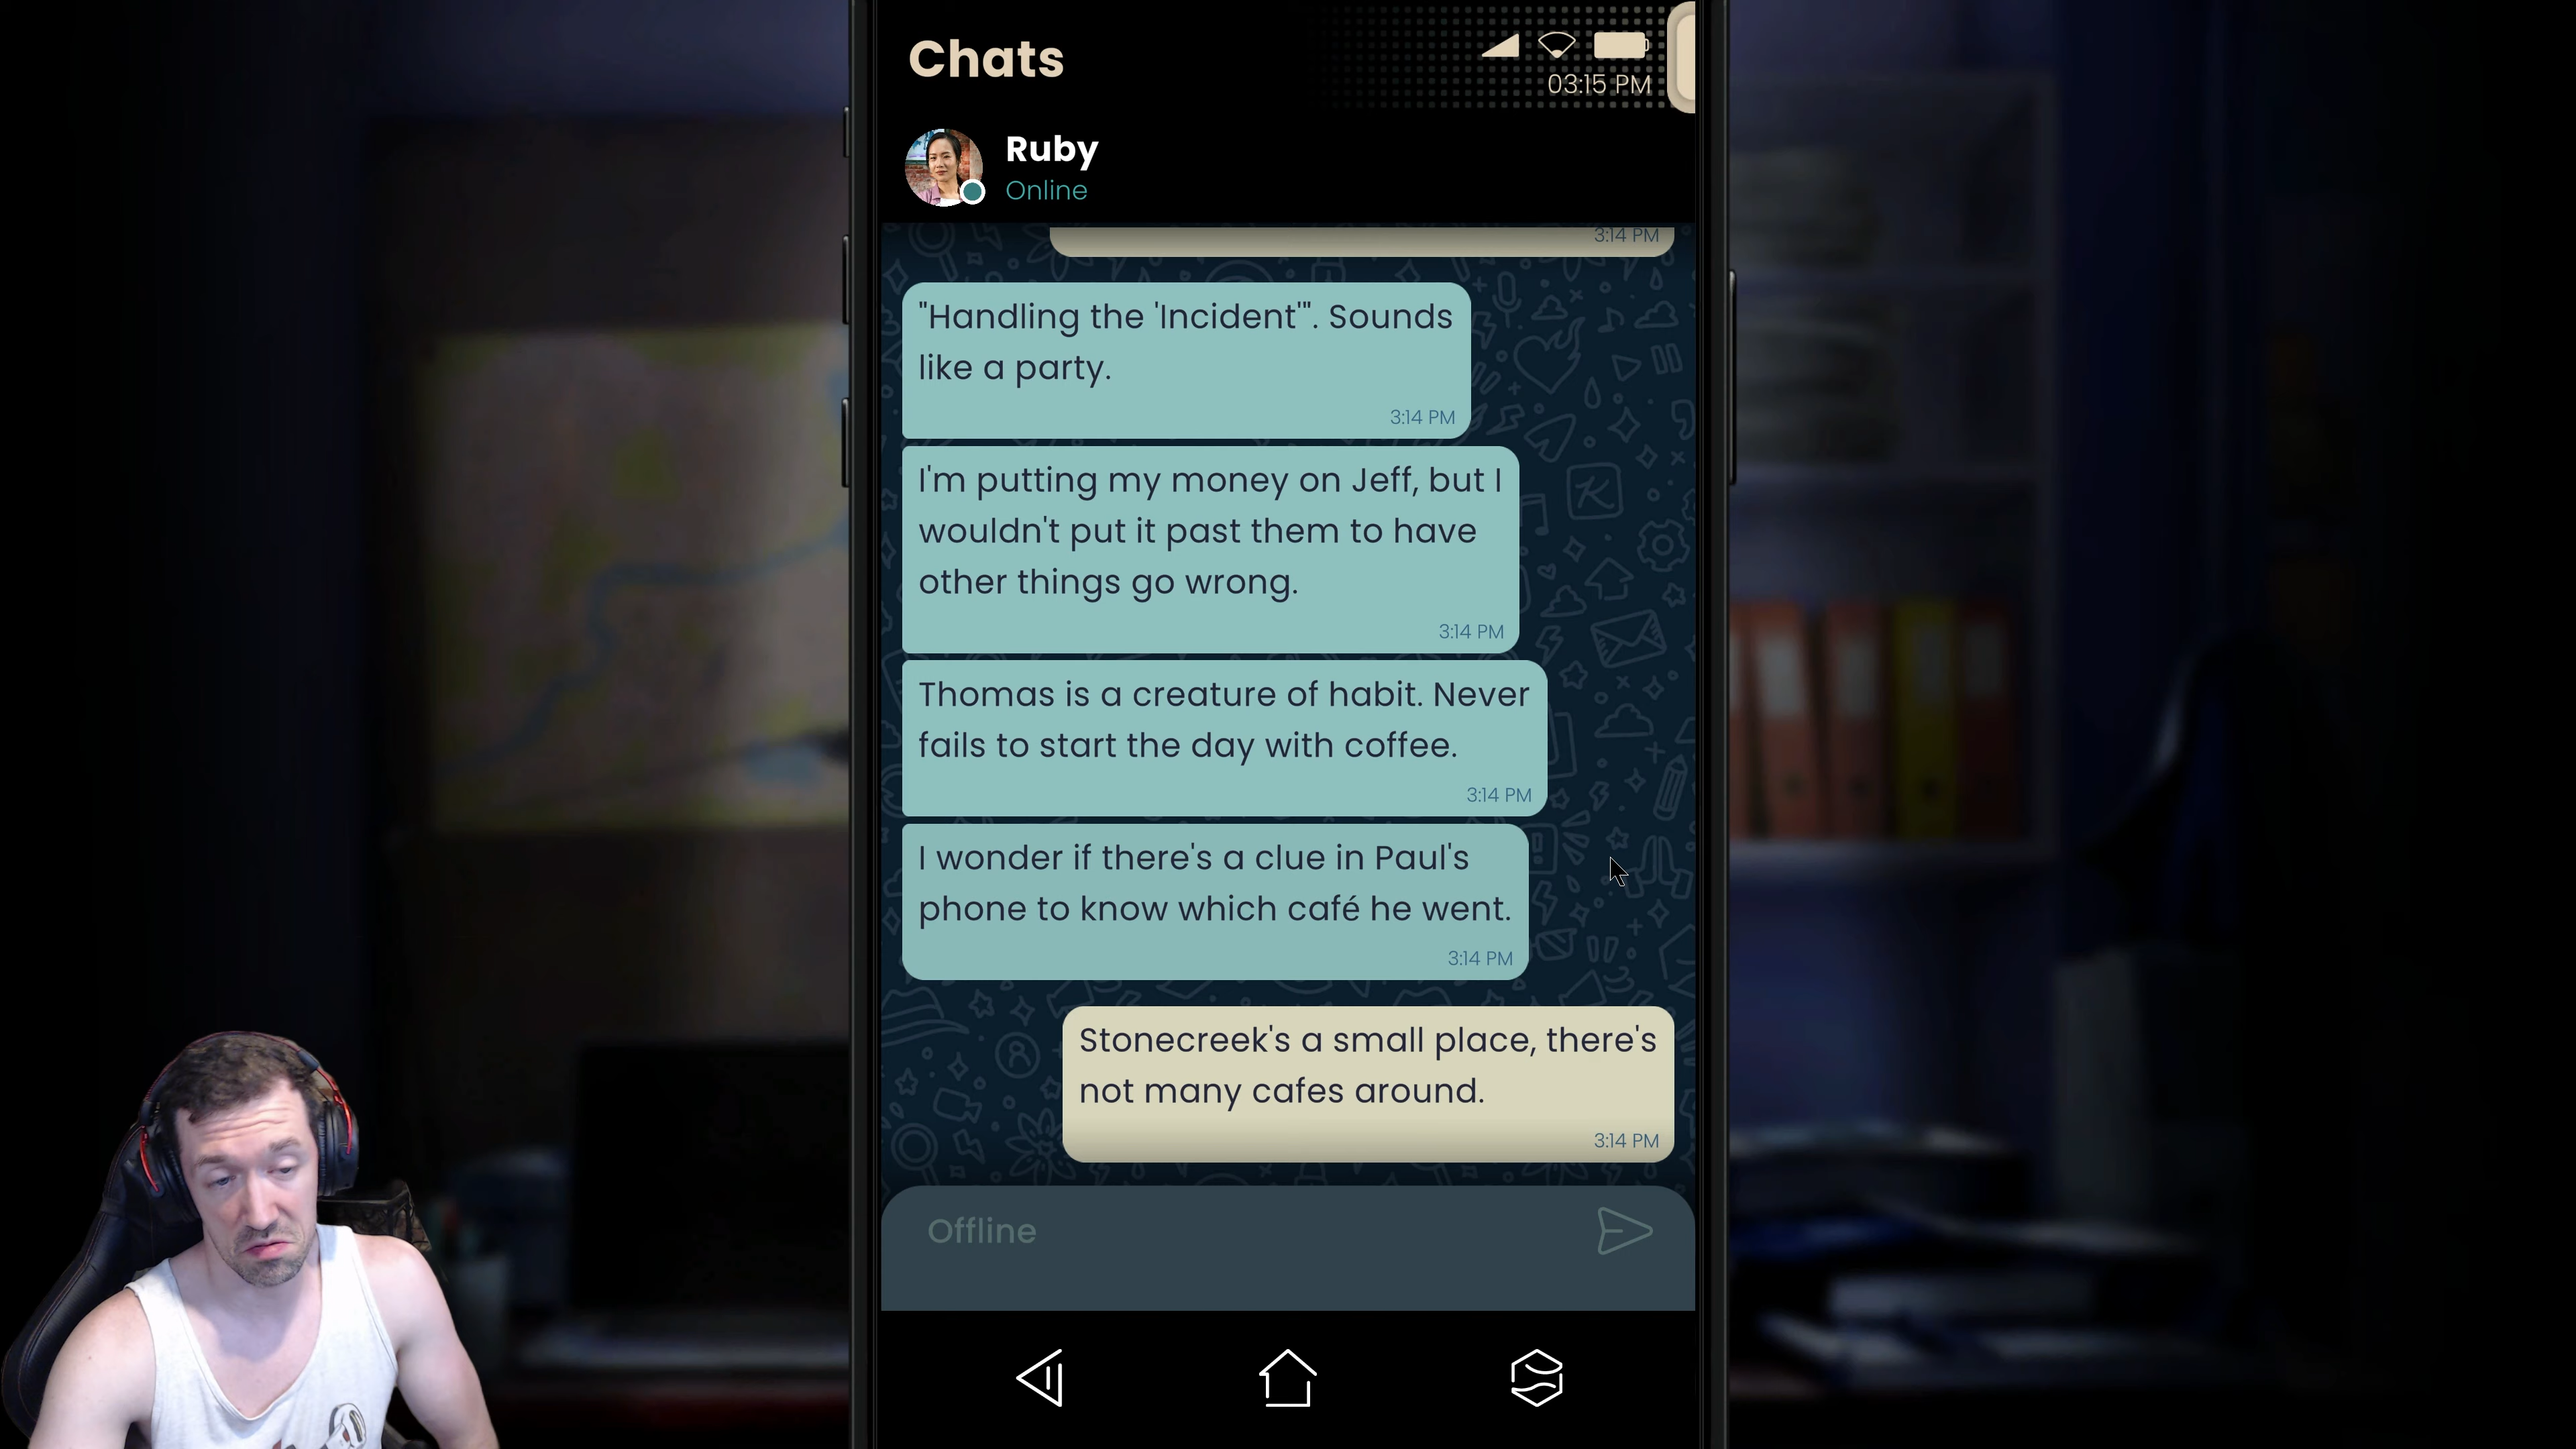 Chats
03:15 PM
Ruby
Online
3:14 PM
"Handling the 'Incident'". Sounds
like a party.
3:14 PM
I'm putting my money on Jeff, but I
wouldn't put it past them to have
other things go wrong.
3:14 PM
Thomas is a creature of habit. Never
fails to start the day with coffee.
3:14 PM
I wonder if there's a clue in Paul's
phone to know which café he went.
3:14 PM
Stonecreek's a small place, there's
not many cafes around.
3:14 PM
Offline